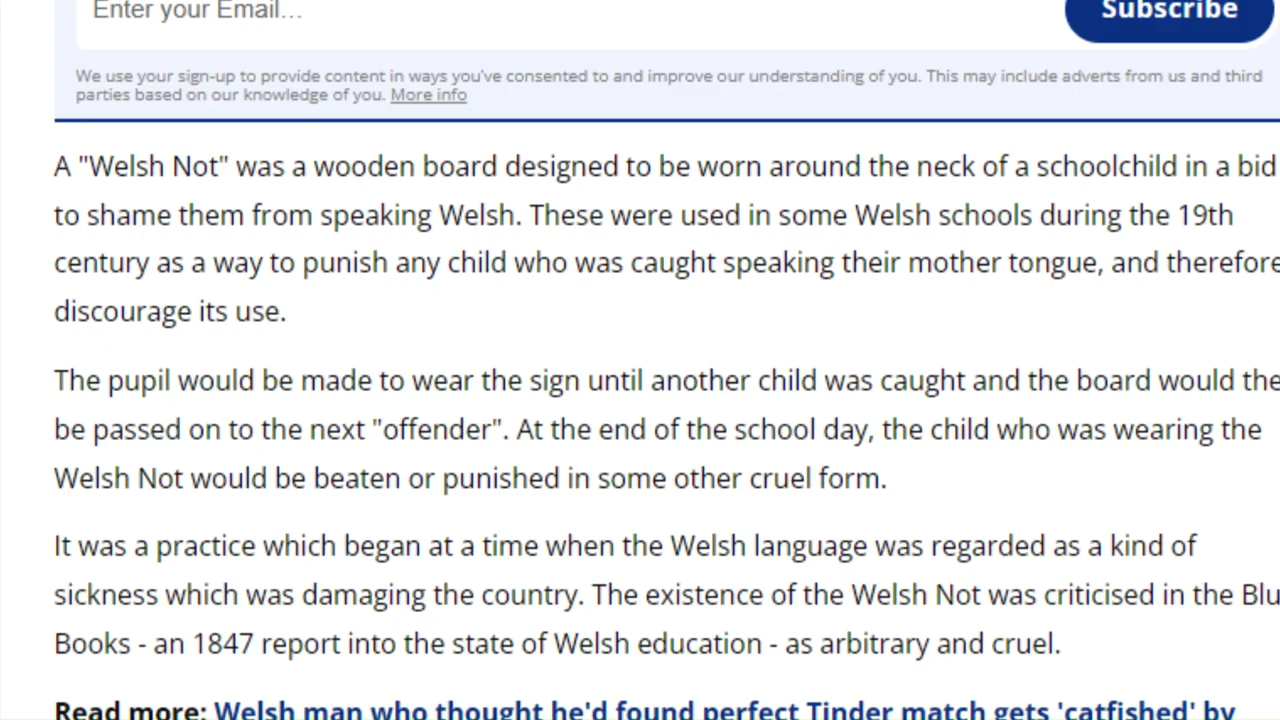 Enter your Email...
Subscribe
We use your sign-up to provide content in ways you've consented to and improve our understanding of you. This may include adverts from us and third
parties based on our knowledge of you. More info
A "Welsh Not" was a wooden board designed to be worn around the neck of a schoolchild in a bid
to shame them from speaking Welsh. These were used in some Welsh schools during the 19th
century as a way to punish any child who was caught speaking their mother tongue, and therefore
discourage its use.
The pupil would be made to wear the sign until another child was caught and the board would the
be passed on to the next "offender". At the end of the school day, the child who was wearing the
Welsh Not would be beaten or punished in some other cruel form.
It was a practice which began at a time when the Welsh language was regarded as a kind of
sickness which was damaging the country. The existence of the Welsh Not was criticised in the Blu
Books - an 1847 report into the state of Welsh education - as arbitrary and cruel.
Read more: Welsh man who thought he'd found perfect Tinder match gets 'catfished' by